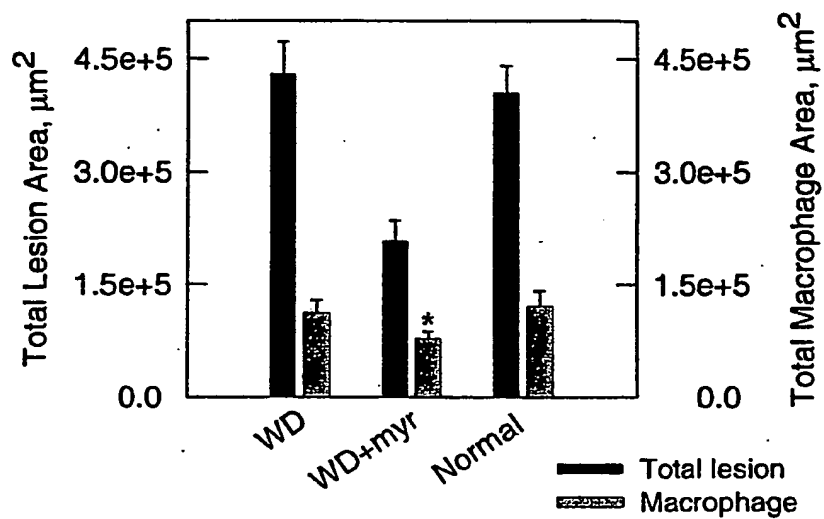 Total Lesion Area, μm²
4.5e+5
3.0e+5
1.5e+5
0.0
*
4.5e+5
3.0e+5
1.5e+5
0.0
Total Macrophage Area, μm²
WD
WD+myr
Normal
Total lesion
Macrophage